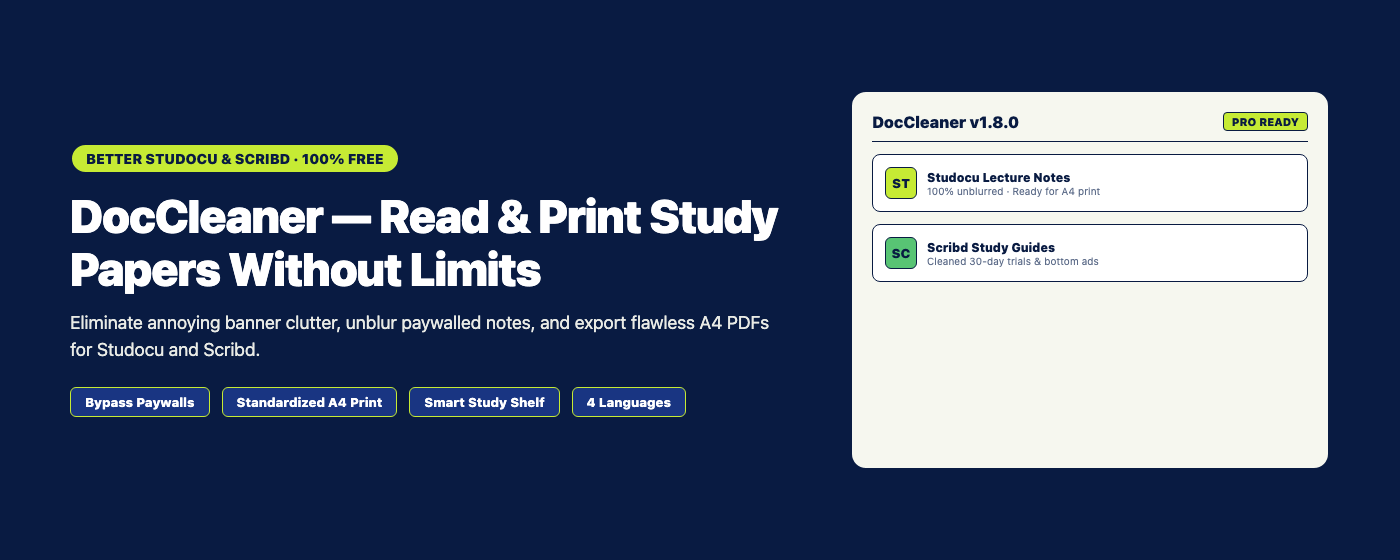 BETTER STUDOCU & SCRIBD · 100% FREE
DocCleaner — Read & Print Study
Papers Without Limits
Eliminate annoying banner clutter, unblur paywalled notes, and export flawless A4 PDFs
for Studocu and Scribd.
Bypass Paywalls
Standardized A4 Print
Smart Study Shelf
4 Languages
DocCleaner v1.8.0
PRO READY
ST
Studocu Lecture Notes
100% unblurred · Ready for A4 print
SC
Scribd Study Guides
Cleaned 30-day trials & bottom ads